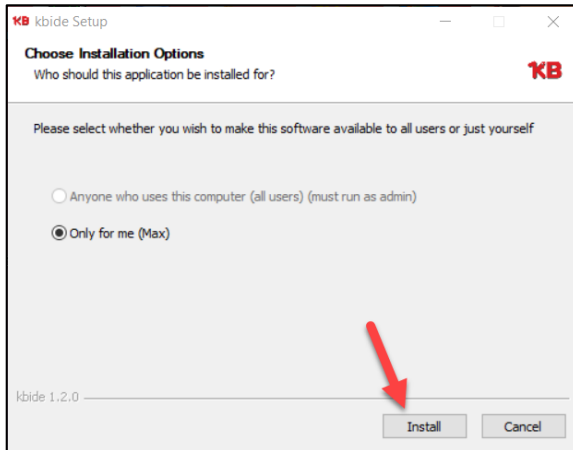 KB kbide Setup
Choose Installation Options
Who should this application be installed for?
KB
Please select whether you wish to make this software available to all users or just yourself
Anyone who uses this computer (all users) (must run as admin)
Only for me (Max)
kbide 1.2.0
Install Cancel